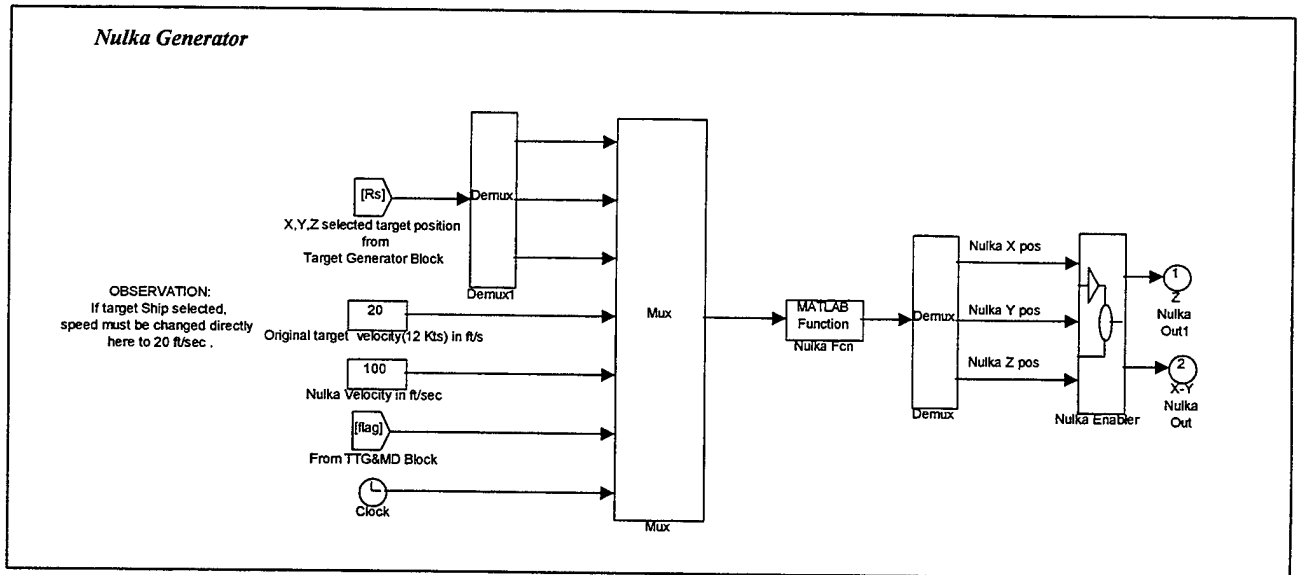 Nulka Generator
[Rs]
X,Y,Z selected target position
from
Target Generator Block
Demux
Demux1
OBSERVATION:
If target Ship selected,
speed must be changed directly
here to 20 ft/sec .
20
Original target velocity(12 Kts) in ft/s
100
Nulka Velocity in ft/sec
[flag]
From TTG&MD Block
Clock
Mux
Mux
MATLAB
Function
Nulka Fcn
Demux
Demux
Nulka X pos
Nulka Y pos
Nulka Z pos
Nulka Enabler
1
Z
Nulka
Out1
2
X-Y
Nulka
Out